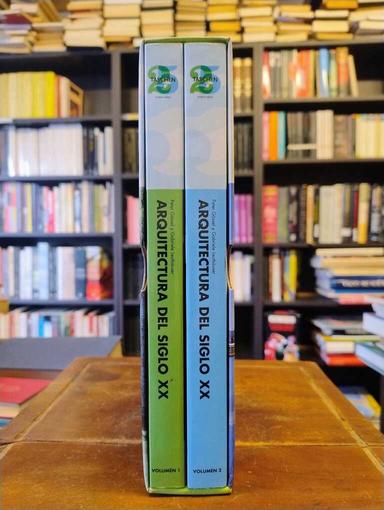 25
TASCHEN
Peter Gössel y Gabriele Leuthäuser
ARQUITECTURA DEL SIGLO XX
VOLUMEN 1
25
TASCHEN
Peter Gössel y Gabriele Leuthäuser
ARQUITECTURA DEL SIGLO XX
VOLUMEN 2